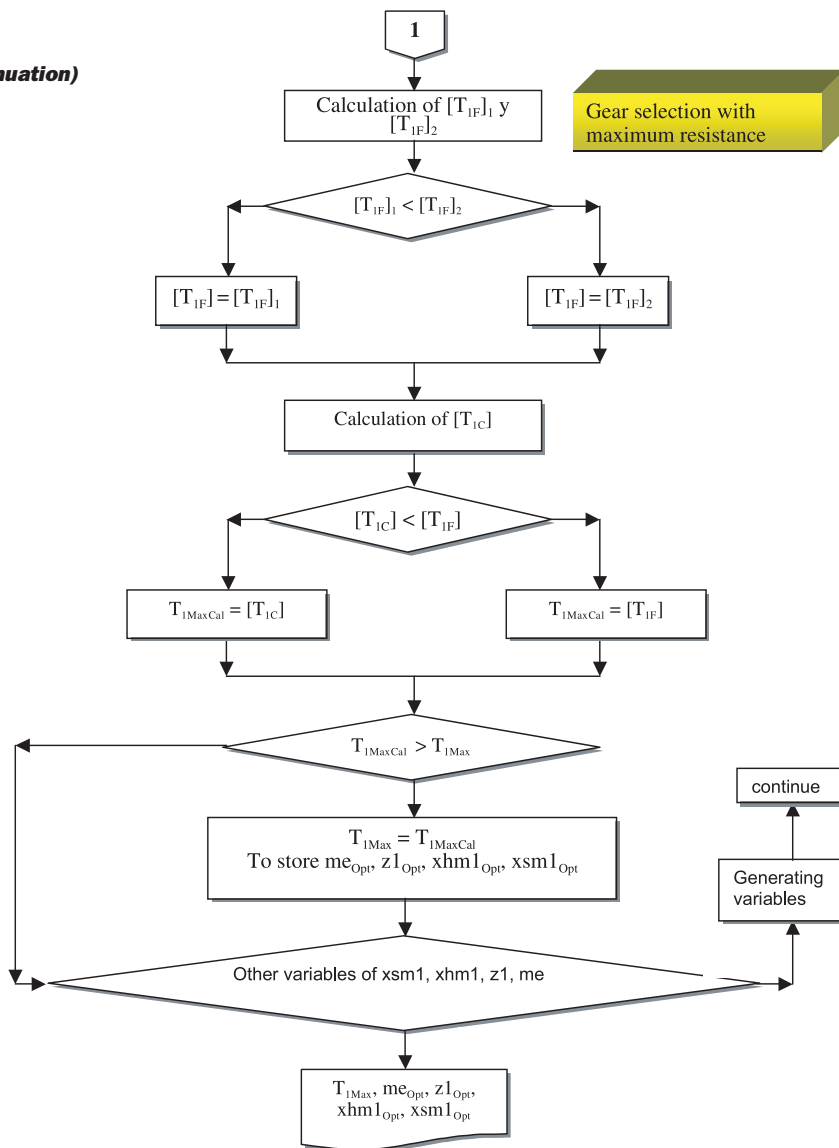 1
nuation)
Calculation of [T1F]1 y
[T1F]2
Gear selection with
maximum resistance
[T1F]1 < [T1F]2
[T1F] = [T1F]1
[T1F] = [T1F]2
Calculation of [T1C]
[T1C] < [T1F]
T1MaxCal = [T1C]
T1MaxCal = [T1F]
T1MaxCal > T1Max
continue
T1Max = T1MaxCal
To store meOpt, z1Opt, xhm1Opt, xsm1Opt
Generating
variables
Other variables of xsm1, xhm1, z1, me
T1Max, meOpt, z1Opt,
xhm1Opt, xsm1Opt